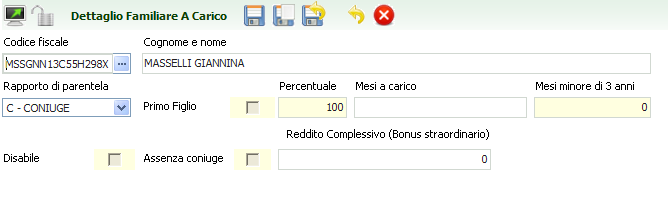 Dettaglio Familiare A Carico
Codice fiscale Cognome e nome
MSSGNN13C55H298X ... MASSELLI GIANNINA
Rapporto di parentela Percentuale Mesi a carico Mesi minore di 3 anni
C - CONIUGE Primo Figlio 100 0
Reddito Complessivo (Bonus straordinario)
Disabile Assenza coniuge 0